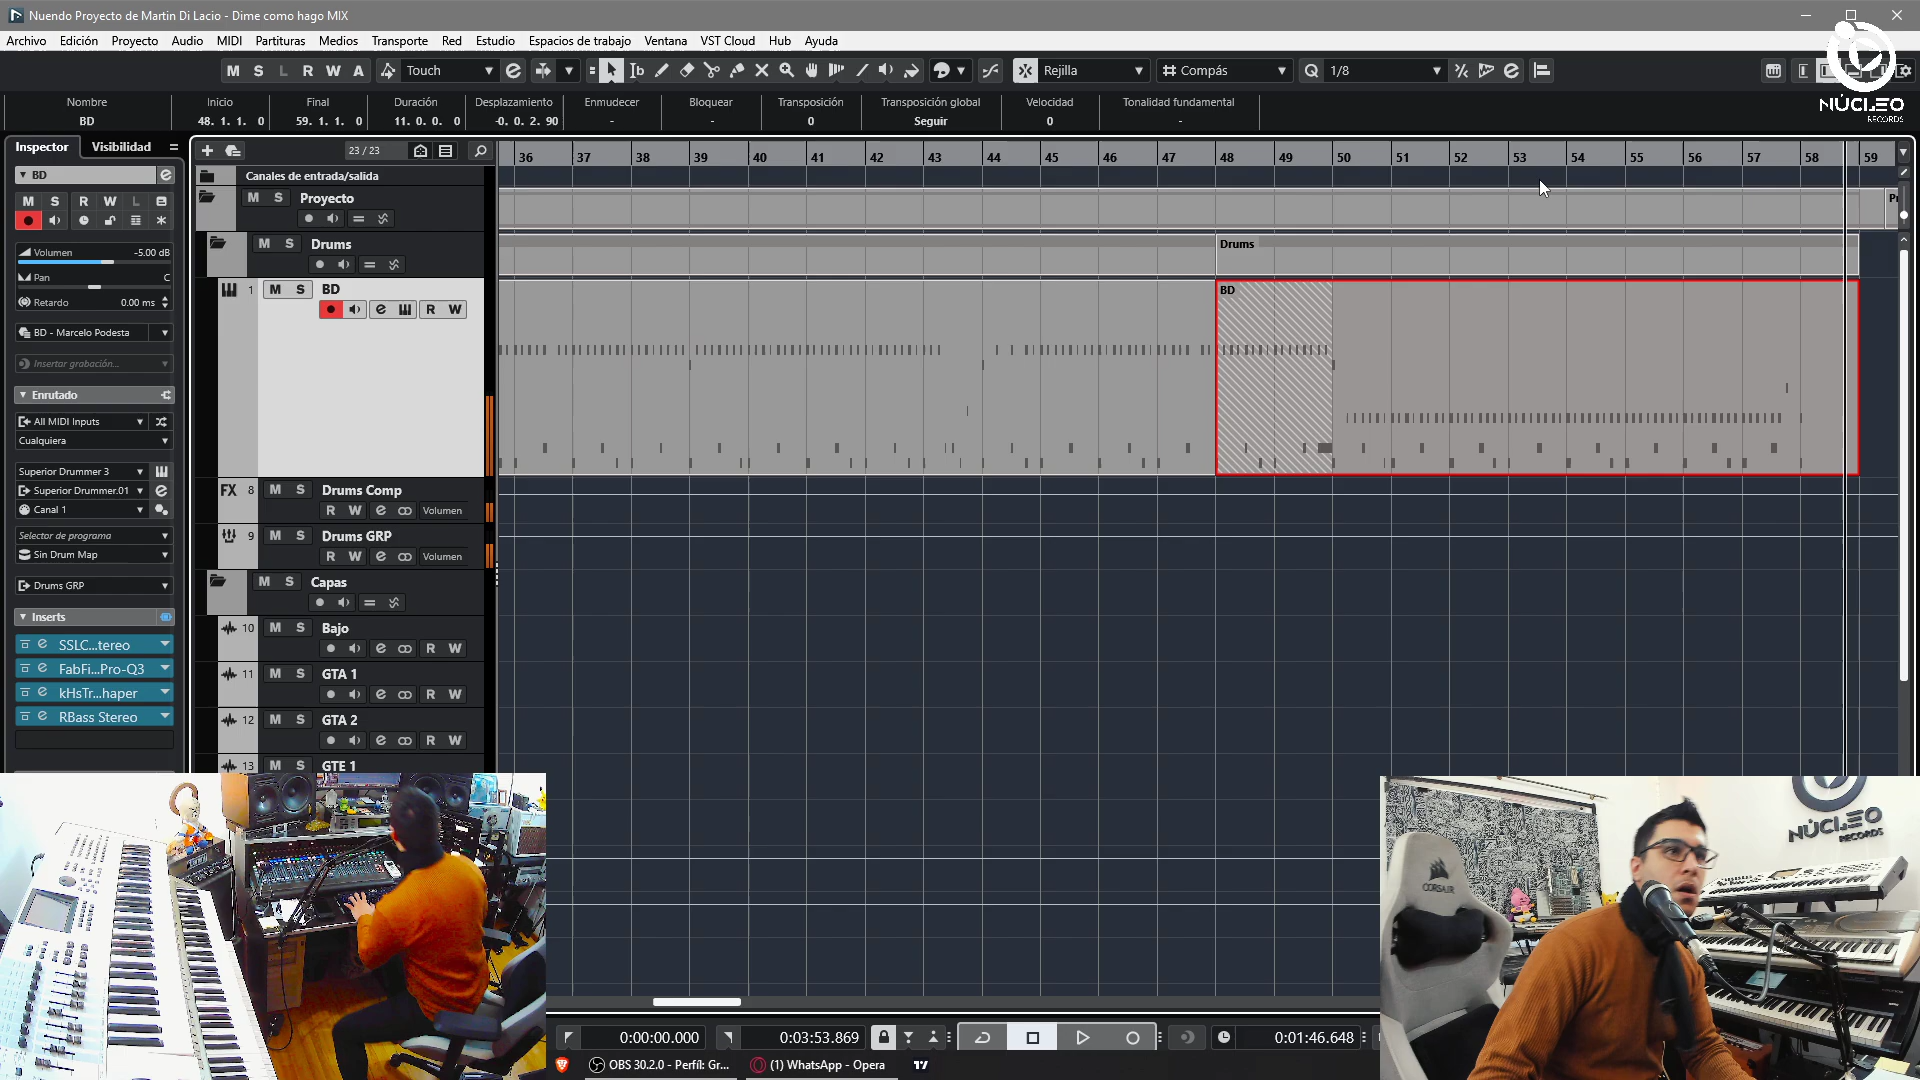 Nuendo Proyecto de Martin Di Lacio - Dime como hago MIX
Archivo Edición Proyecto Audio MIDI Partituras Medios Transporte Red Estudio Espacios de trabajo Ventana VST Cloud Hub Ayuda
M S L R W A Touch Rejilla Compás Q 1/8
NÚCLEO
RECORDS
Nombre Inicio Final Duración Desplazamiento Enmudecer Bloquear Transposición Transposición global Velocidad Tonalidad fundamental
BD 48. 1. 1. 0 59. 1. 1. 0 11. 0. 0. 0 -0. 0. 2. 90 - - 0 Seguir 0 -
Inspector Visibilidad
23 / 23
36 37 38 39 40 41 42 43 44 45 46 47 48 49 50 51 52 53 54 55 56 57 58 59
BD
M S R W L
Volumen -5.00 dB
Pan C
Retardo 0.00 ms
BD - Marcelo Podesta
Insertar grabación...
Enrutado
All MIDI Inputs
Cualquiera
Superior Drummer 3
Superior Drummer.01
Canal 1
Selector de programa
Sin Drum Map
Drums GRP
Inserts
SSLC...tereo
FabFi...Pro-Q3
kHsTr...haper
RBass Stereo
Canales de entrada/salida
M S Proyecto
M S Drums
1 M S BD
R W
FX 8 M S Drums Comp
R W Volumen
9 M S Drums GRP
R W Volumen
M S Capas
10 M S Bajo
R W
11 M S GTA 1
R W
12 M S GTA 2
R W
13 M S GTE 1
Drums
BD
CORSAIR
NÚCLEO
RECORDS
0:00:00.000 0:03:53.869 0:01:46.648
OBS 30.2.0 - Perfil: Gr... (1) WhatsApp - Opera